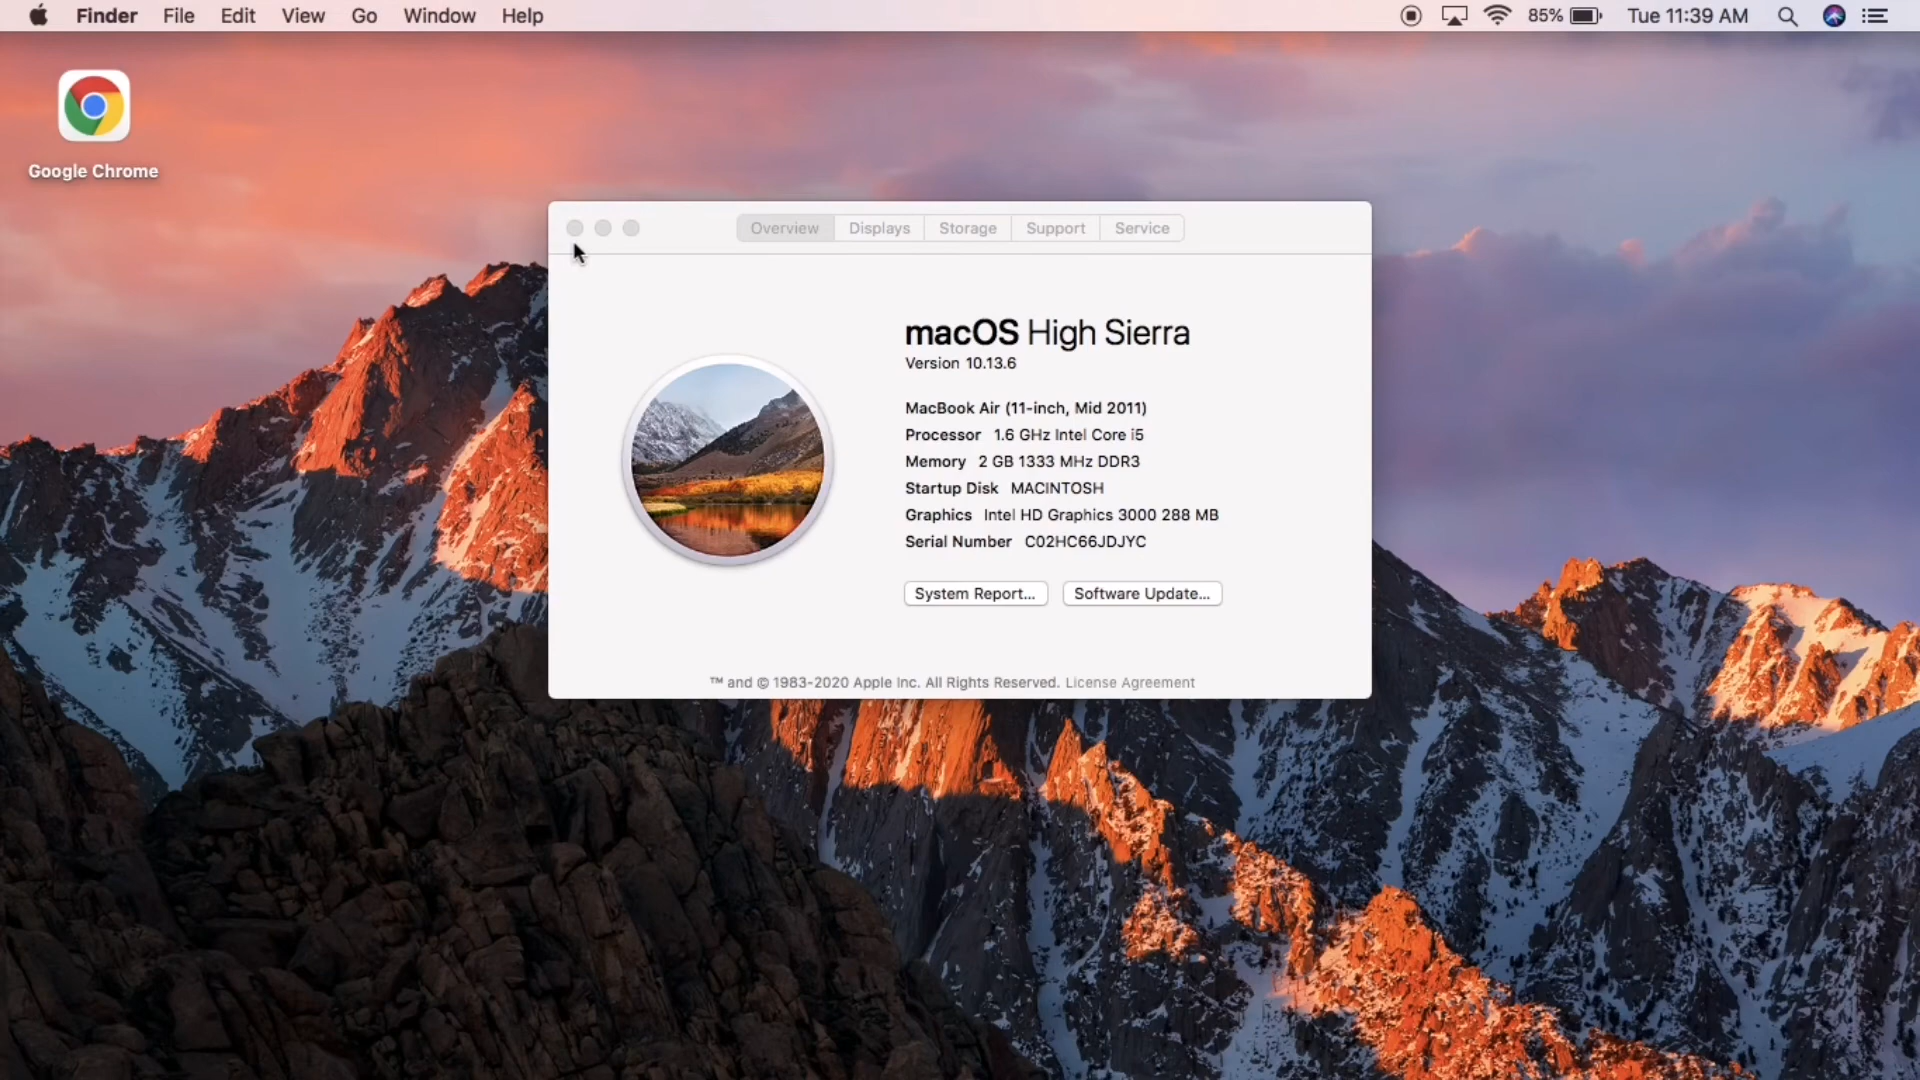 Finder File Edit View Go Window Help 85% Tue 11:39 AM
Google Chrome
Overview Displays Storage Support Service
macOS High Sierra
Version 10.13.6
MacBook Air (11-inch, Mid 2011)
Processor 1.6 GHz Intel Core i5
Memory 2 GB 1333 MHz DDR3
Startup Disk MACINTOSH
Graphics Intel HD Graphics 3000 288 MB
Serial Number C02HC66JDJYC
System Report... Software Update...
™ and © 1983-2020 Apple Inc. All Rights Reserved. License Agreement